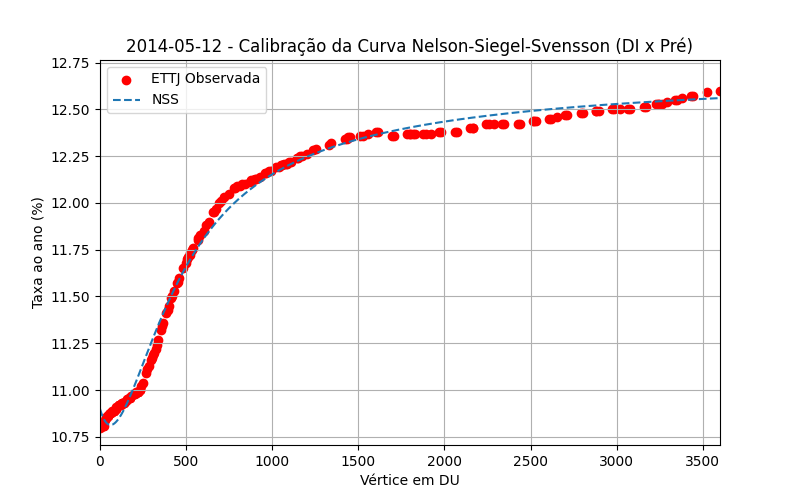 2014-05-12 - Calibração da Curva Nelson-Siegel-Svensson (DI x Pré)
ETTJ Observada
NSS
Taxa ao ano (%)
12.75
12.50
12.25
12.00
11.75
11.50
11.25
11.00
10.75
0 500 1000 1500 2000 2500 3000 3500
Vértice em DU